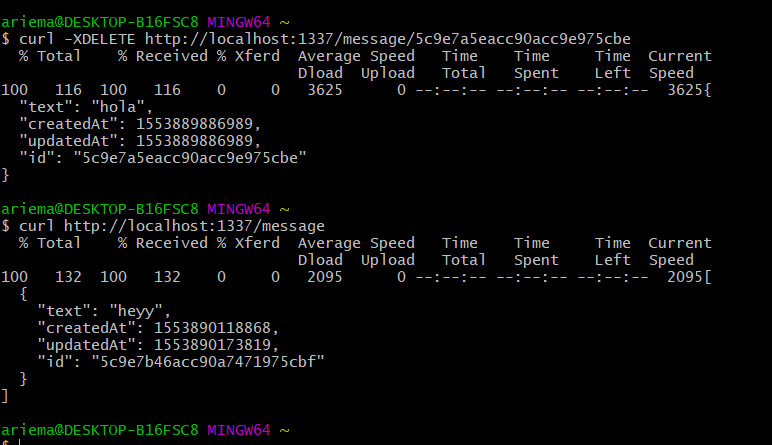 ariema@DESKTOP-B16FSC8 MINGW64 ~
$ curl -XDELETE http://localhost:1337/message/5c9e7a5eacc90acc9e975cbe
  % Total    % Received % Xferd  Average Speed   Time    Time     Time  Current
                                 Dload  Upload   Total   Spent    Left  Speed
100   116  100   116    0     0   3625      0 --:--:-- --:--:-- --:--:--  3625{
  "text": "hola",
  "createdAt": 1553889886989,
  "updatedAt": 1553889886989,
  "id": "5c9e7a5eacc90acc9e975cbe"
}
ariema@DESKTOP-B16FSC8 MINGW64 ~
$ curl http://localhost:1337/message
  % Total    % Received % Xferd  Average Speed   Time    Time     Time  Current
                                 Dload  Upload   Total   Spent    Left  Speed
100   132  100   132    0     0   2095      0 --:--:-- --:--:-- --:--:--  2095[
  {
    "text": "heyy",
    "createdAt": 1553890118868,
    "updatedAt": 1553890173819,
    "id": "5c9e7b46acc90a7471975cbf"
  }
]
ariema@DESKTOP-B16FSC8 MINGW64 ~
$